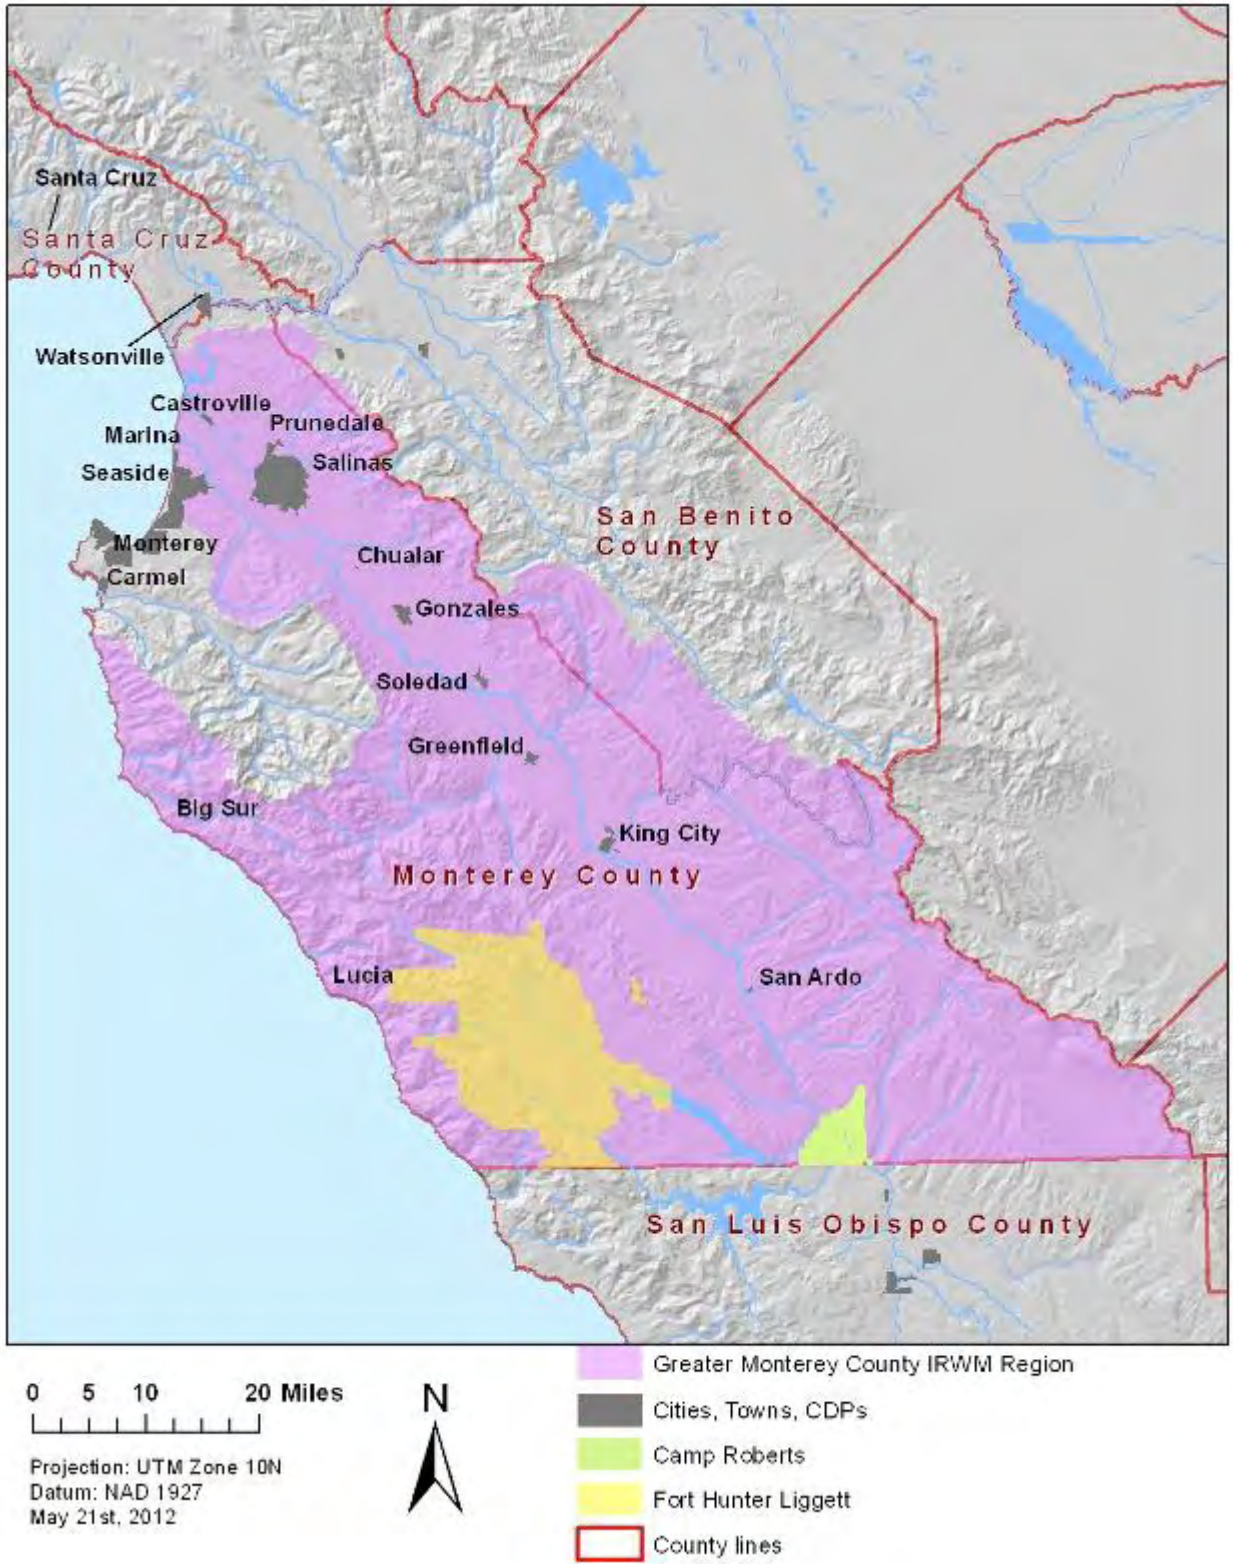 Santa Cruz
Santa Cruz
County
Watsonville
Castroville
Prunedale
Marina
Salinas
Seaside
San Benito
County
Monterey
Chualar
Carmel
Gonzales
Soledad
Greenfield
Big Sur
King City
Monterey County
Lucia
San Ardo
San Luis Obispo County
0 5 10 20 Miles
N
Projection: UTM Zone 10N
Datum: NAD 1927
May 21st, 2012
Greater Monterey County IRWM Region
Cities, Towns, CDPs
Camp Roberts
Fort Hunter Liggett
County lines